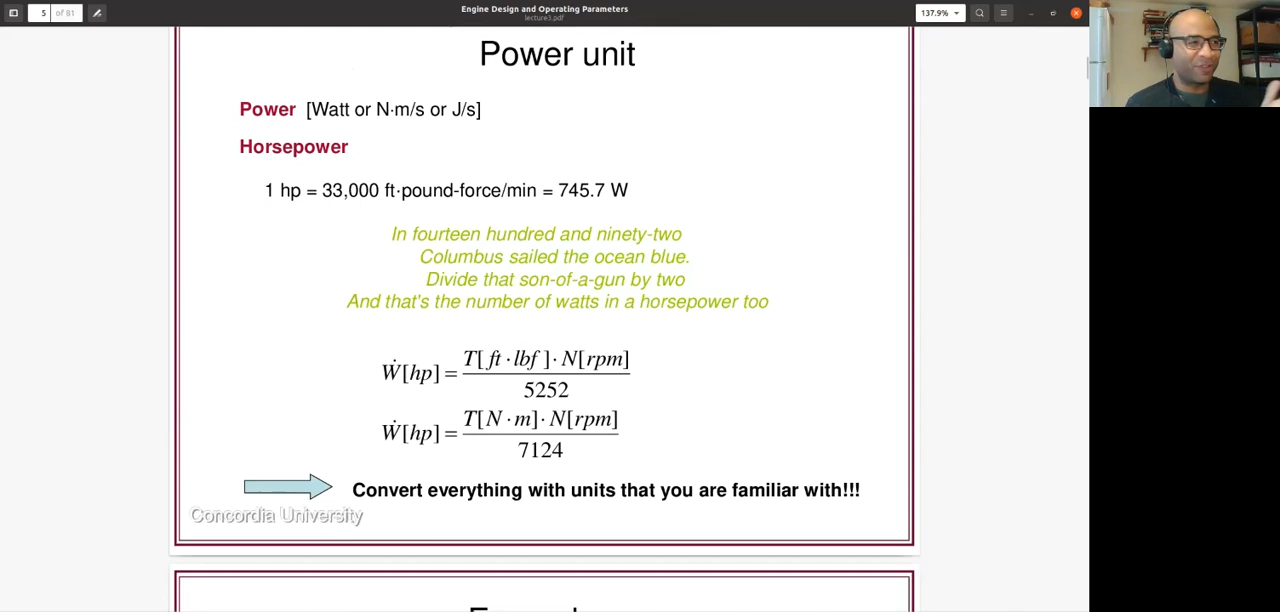 5 of 81
Engine Design and Operating Parameters
lecture3.pdf
137.9%
Power unit
Power [Watt or N·m/s or J/s]
Horsepower
1 hp = 33,000 ft·pound-force/min = 745.7 W
In fourteen hundred and ninety-two
Columbus sailed the ocean blue.
Divide that son-of-a-gun by two
And that's the number of watts in a horsepower too
Ẇ[hp] = T[ft·lbf]·N[rpm] / 5252
Ẇ[hp] = T[N·m]·N[rpm] / 7124
Convert everything with units that you are familiar with!!!
Concordia University